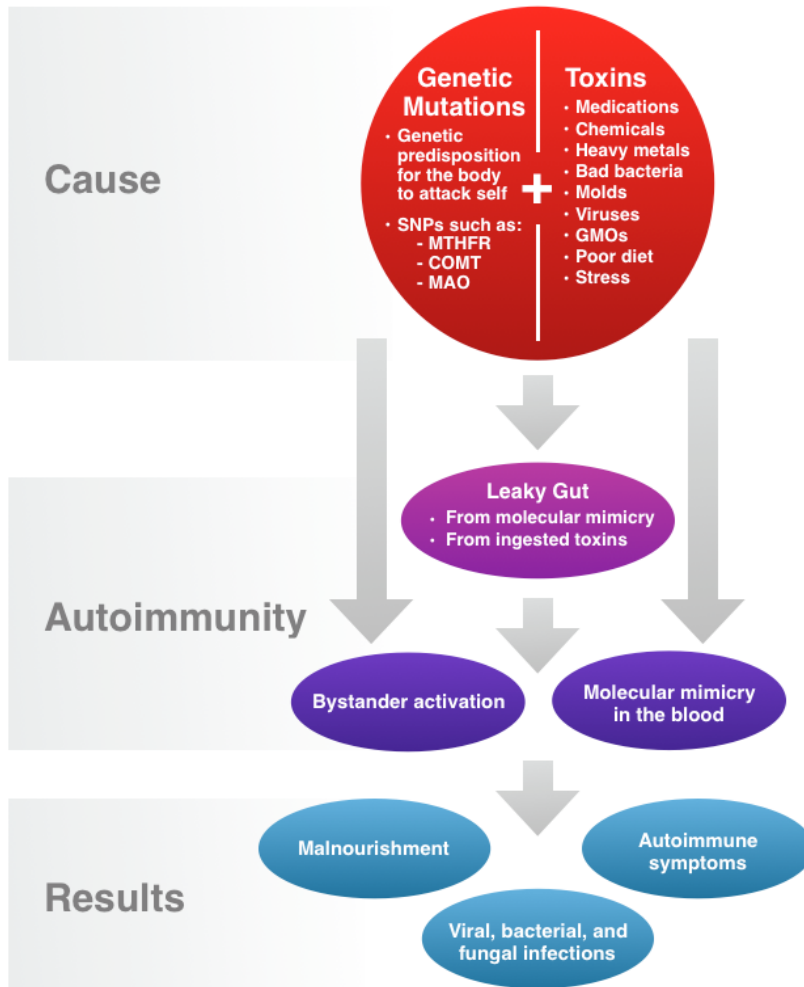 Cause
Genetic
Mutations
· Genetic
predisposition
for the body
to attack self
· SNPs such as:
- MTHFR
- COMT
- MAO
+
Toxins
· Medications
· Chemicals
· Heavy metals
· Bad bacteria
· Molds
· Viruses
· GMOs
· Poor diet
· Stress
Autoimmunity
Leaky Gut
· From molecular mimicry
· From ingested toxins
Bystander activation
Molecular mimicry
in the blood
Results
Malnourishment
Autoimmune
symptoms
Viral, bacterial, and
fungal infections